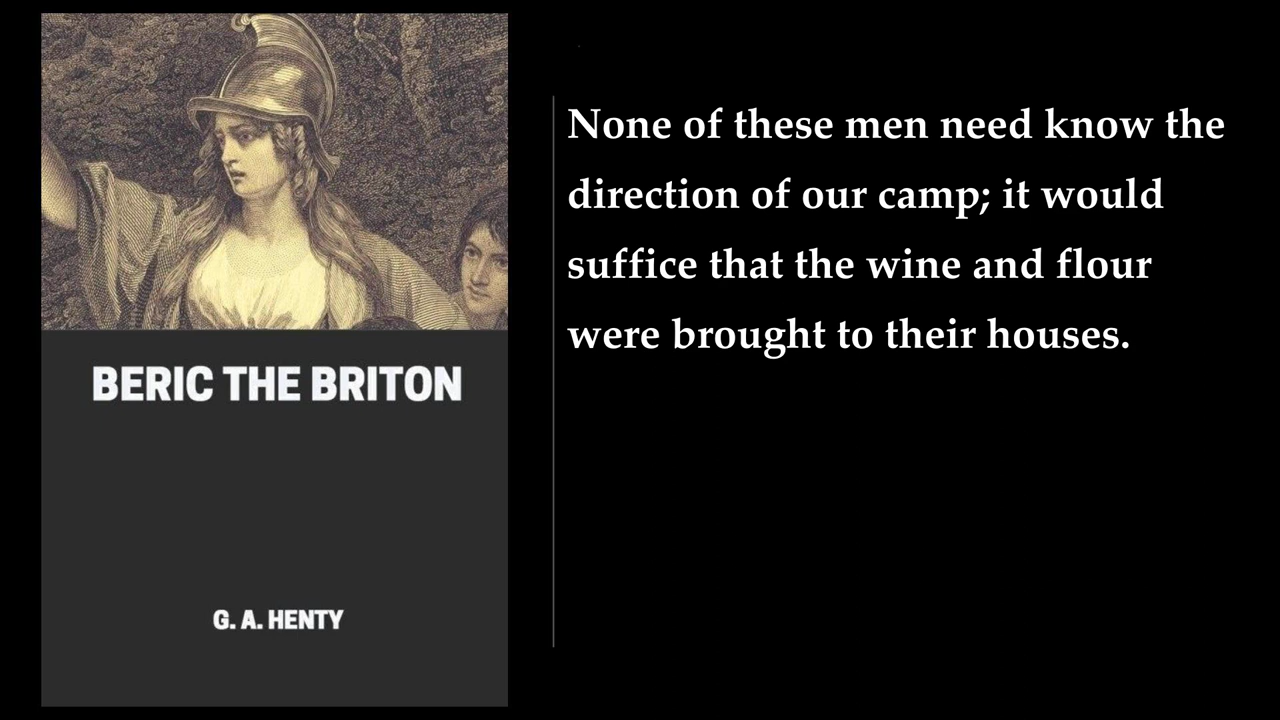 BERIC THE BRITON
G. A. HENTY
None of these men need know the
direction of our camp; it would
suffice that the wine and flour
were brought to their houses.